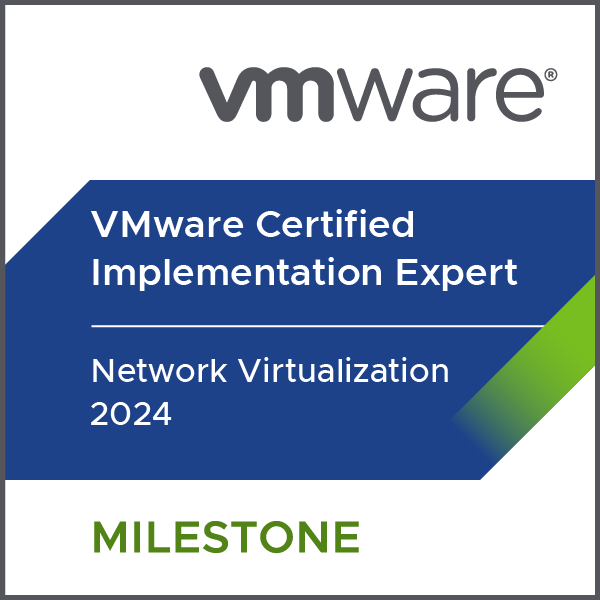 vmware®
VMware Certified
Implementation Expert
Network Virtualization
2024
MILESTONE